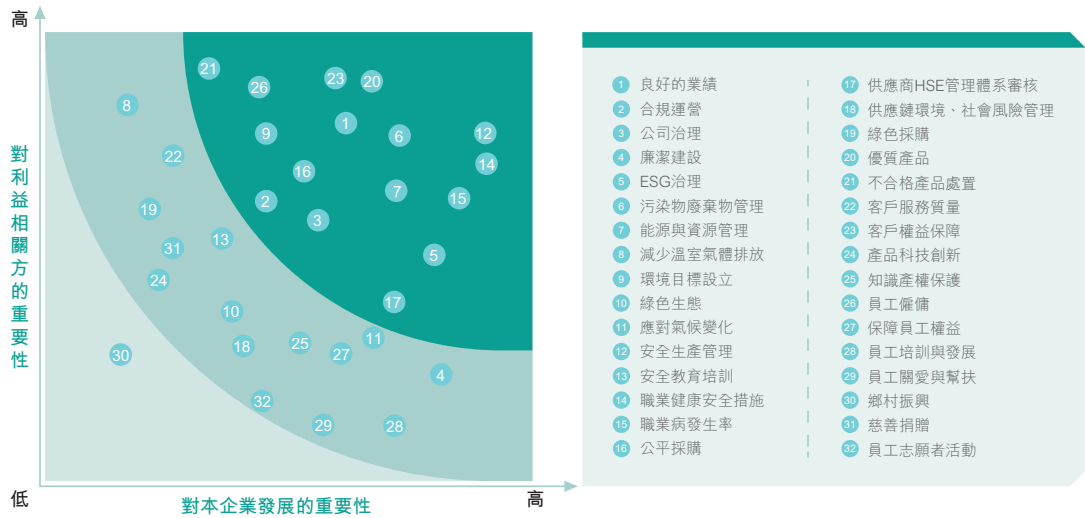 高
對利益相關方的重要性
低
對本企業發展的重要性
高
21
26
23
20
8
1
9
6
12
22
16
14
7
15
2
19
3
13
31
5
24
17
10
11
18
25
27
30
4
32
29
28
1 良好的業績
2 合規運營
3 公司治理
4 廉潔建設
5 ESG治理
6 污染物廢棄物管理
7 能源與資源管理
8 減少溫室氣體排放
9 環境目標設立
10 綠色生態
11 應對氣候變化
12 安全生產管理
13 安全教育培訓
14 職業健康安全措施
15 職業病發生率
16 公平採購
17 供應商HSE管理體系審核
18 供應鏈環境、社會風險管理
19 綠色採購
20 優質產品
21 不合格產品處置
22 客戶服務質量
23 客戶權益保障
24 產品科技創新
25 知識產權保護
26 員工僱傭
27 保障員工權益
28 員工培訓與發展
29 員工關愛與幫扶
30 鄉村振興
31 慈善捐贈
32 員工志願者活動